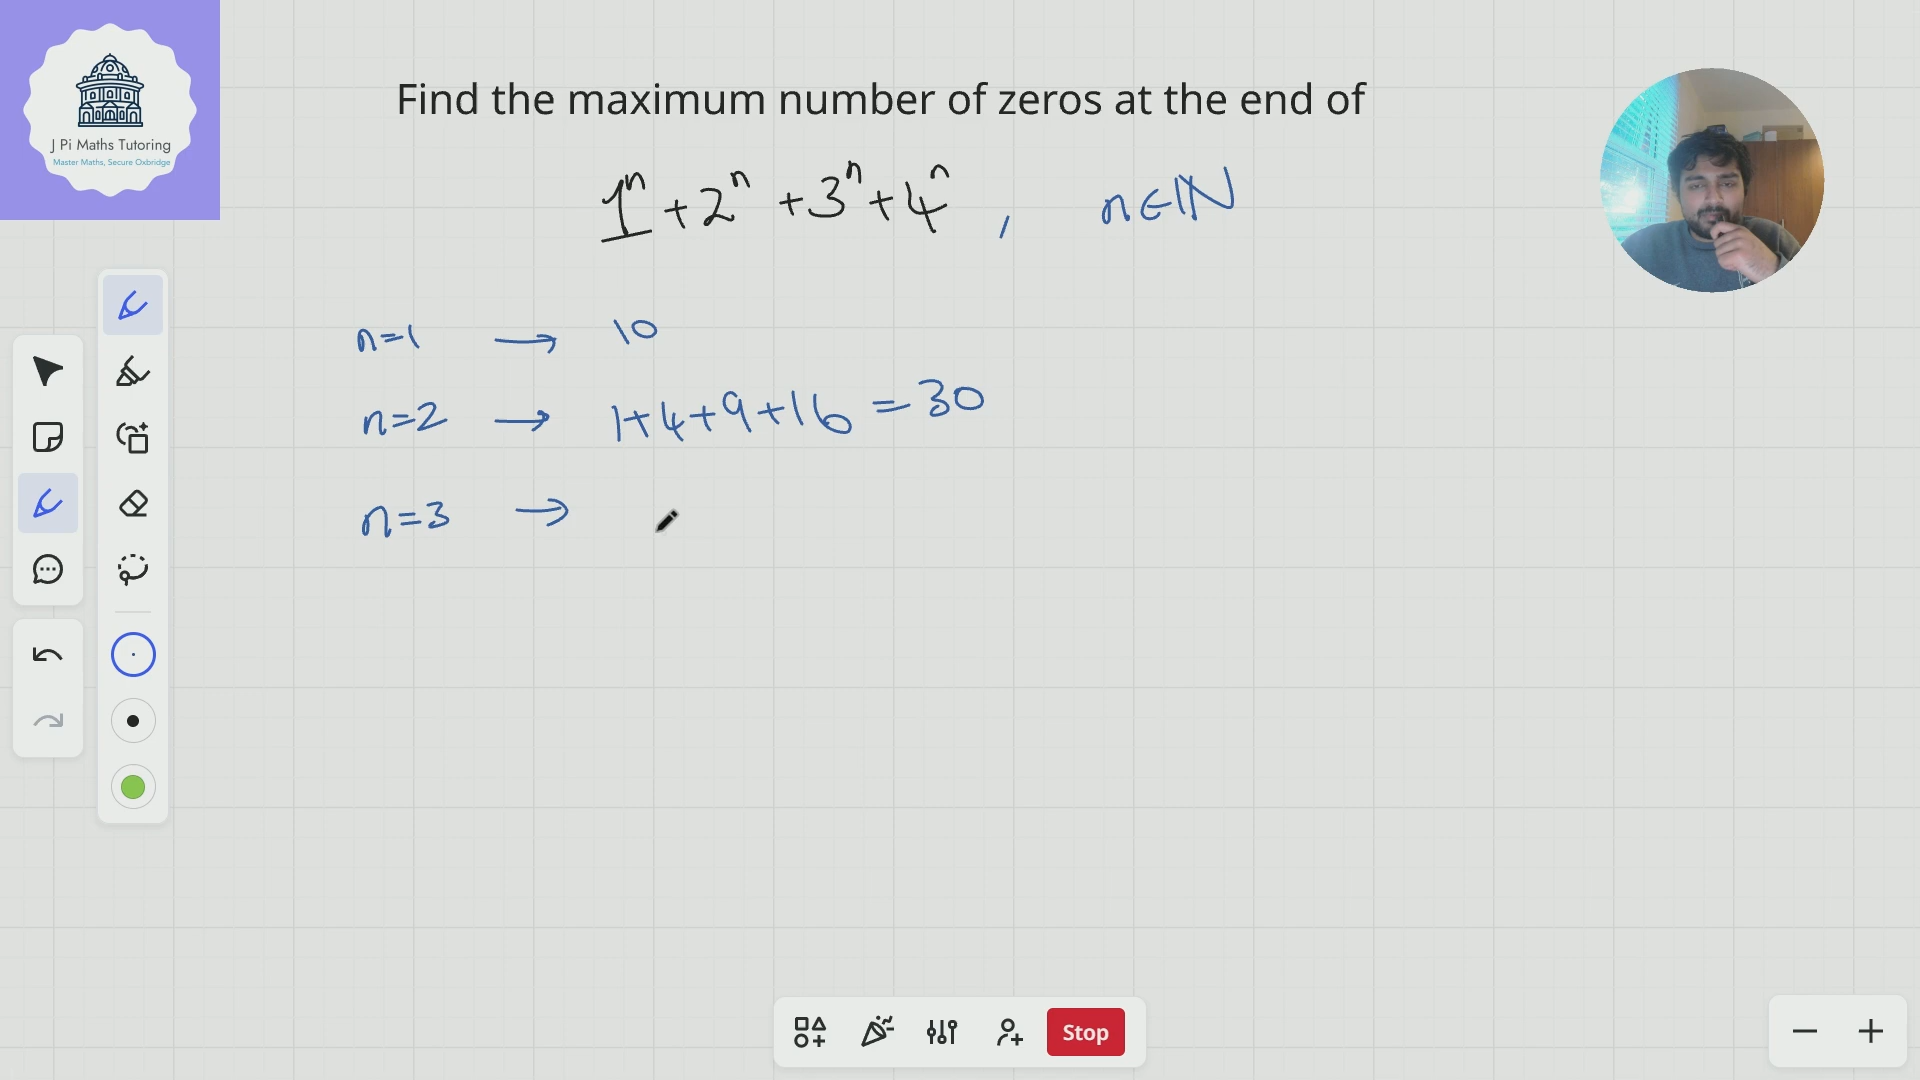 J Pi Maths Tutoring
Master Maths, Secure Oxbridge
Find the maximum number of zeros at the end of
1ⁿ + 2ⁿ + 3ⁿ + 4ⁿ , n∈ℕ
n=1 → 10
n=2 → 1+4+9+16 = 30
n=3 →
Stop